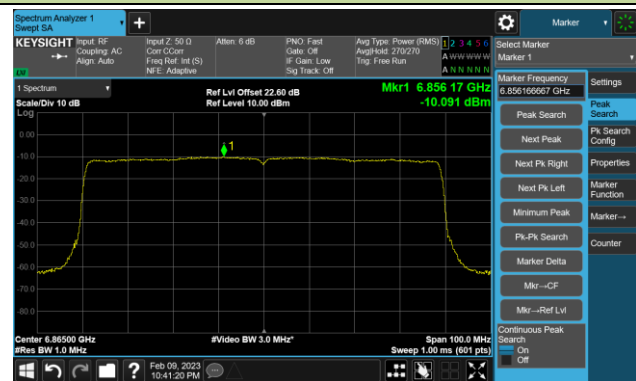 Spectrum Analyzer 1
Swept SA
Marker
KEYSIGHT
Input: RF
Coupling: AC
Align: Auto
Input Z: 50 Ω
Corr CCorr
Freq Ref: Int (S)
NFE: Adaptive
Atten: 6 dB
PNO: Fast
Gate: Off
IF Gain: Low
Sig Track: Off
Avg Type: Power (RMS)
Avg|Hold: 270/270
Trig: Free Run
1 2 3 4 5 6
A W W W W W
A N N N N N
Select Marker
Marker 1
1 Spectrum
Scale/Div 10 dB
Log
Ref Lvl Offset 22.60 dB
Ref Level 10.00 dBm
Mkr1 6.856 17 GHz
-10.091 dBm
1
0.00
-10.0
-20.0
-30.0
-40.0
-50.0
-60.0
-70.0
-80.0
Center 6.86500 GHz
#Res BW 1.0 MHz
#Video BW 3.0 MHz*
Span 100.0 MHz
Sweep 1.00 ms (601 pts)
Marker Frequency
6.856166667 GHz
Peak Search
Next Peak
Next Pk Right
Next Pk Left
Minimum Peak
Pk-Pk Search
Marker Delta
Mkr→CF
Mkr→Ref Lvl
Continuous Peak
Search
On
Off
Settings
Peak
Search
Pk Search
Config
Properties
Marker
Function
Marker→
Counter
?
Feb 09, 2023
10:41:20 PM